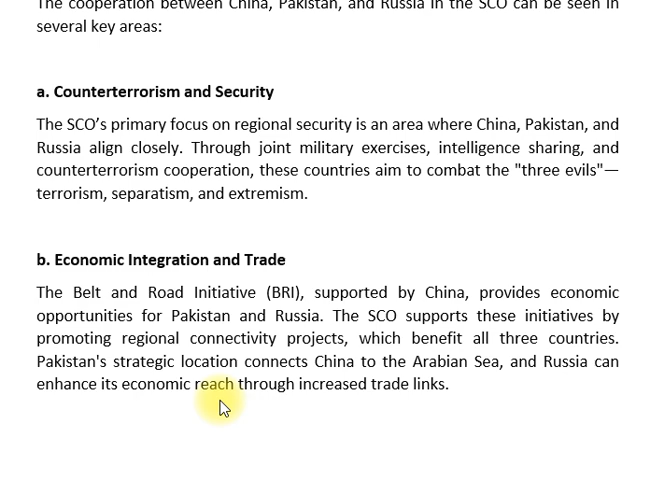 The cooperation between China, Pakistan, and Russia in the SCO can be seen in
several key areas:
a. Counterterrorism and Security
The SCO’s primary focus on regional security is an area where China, Pakistan, and
Russia align closely. Through joint military exercises, intelligence sharing, and
counterterrorism cooperation, these countries aim to combat the "three evils"—
terrorism, separatism, and extremism.
b. Economic Integration and Trade
The Belt and Road Initiative (BRI), supported by China, provides economic
opportunities for Pakistan and Russia. The SCO supports these initiatives by
promoting regional connectivity projects, which benefit all three countries.
Pakistan's strategic location connects China to the Arabian Sea, and Russia can
enhance its economic reach through increased trade links.